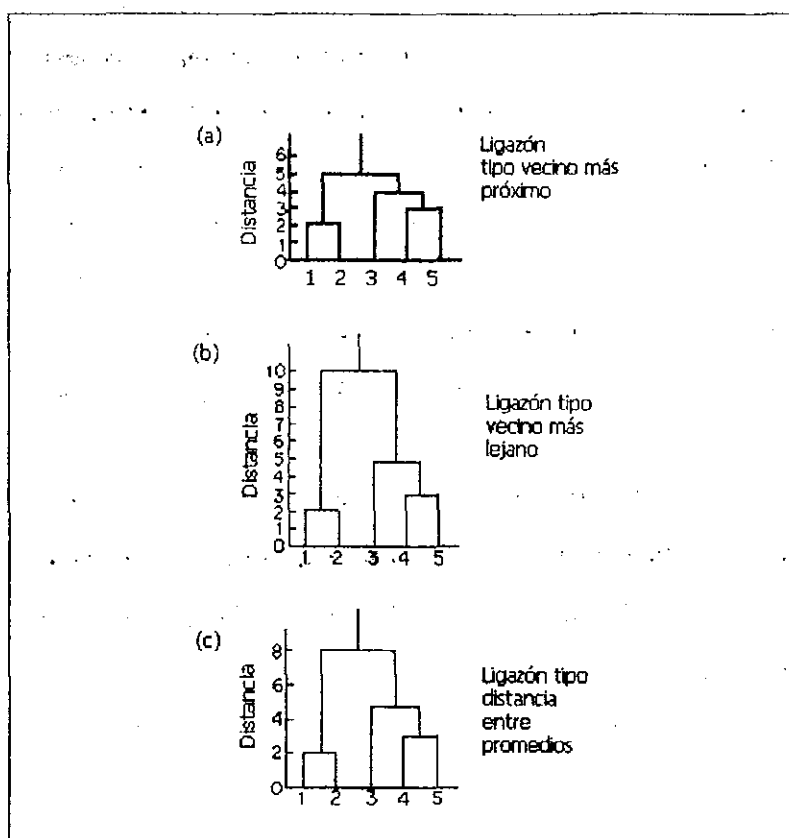 (a)
Ligazón
tipo vecino más
próximo
Distancia
6
5
4
3
2
1
0
1 2 3 4 5
(b)
Ligazón tipo
vecino más
lejano
Distancia
10
9
8
7
6
5
4
3
2
1
0
1 2 3 4 5
(c)
Ligazón tipo
distancia
entre
promedios
Distancia
8
6
4
2
0
1 2 3 4 5